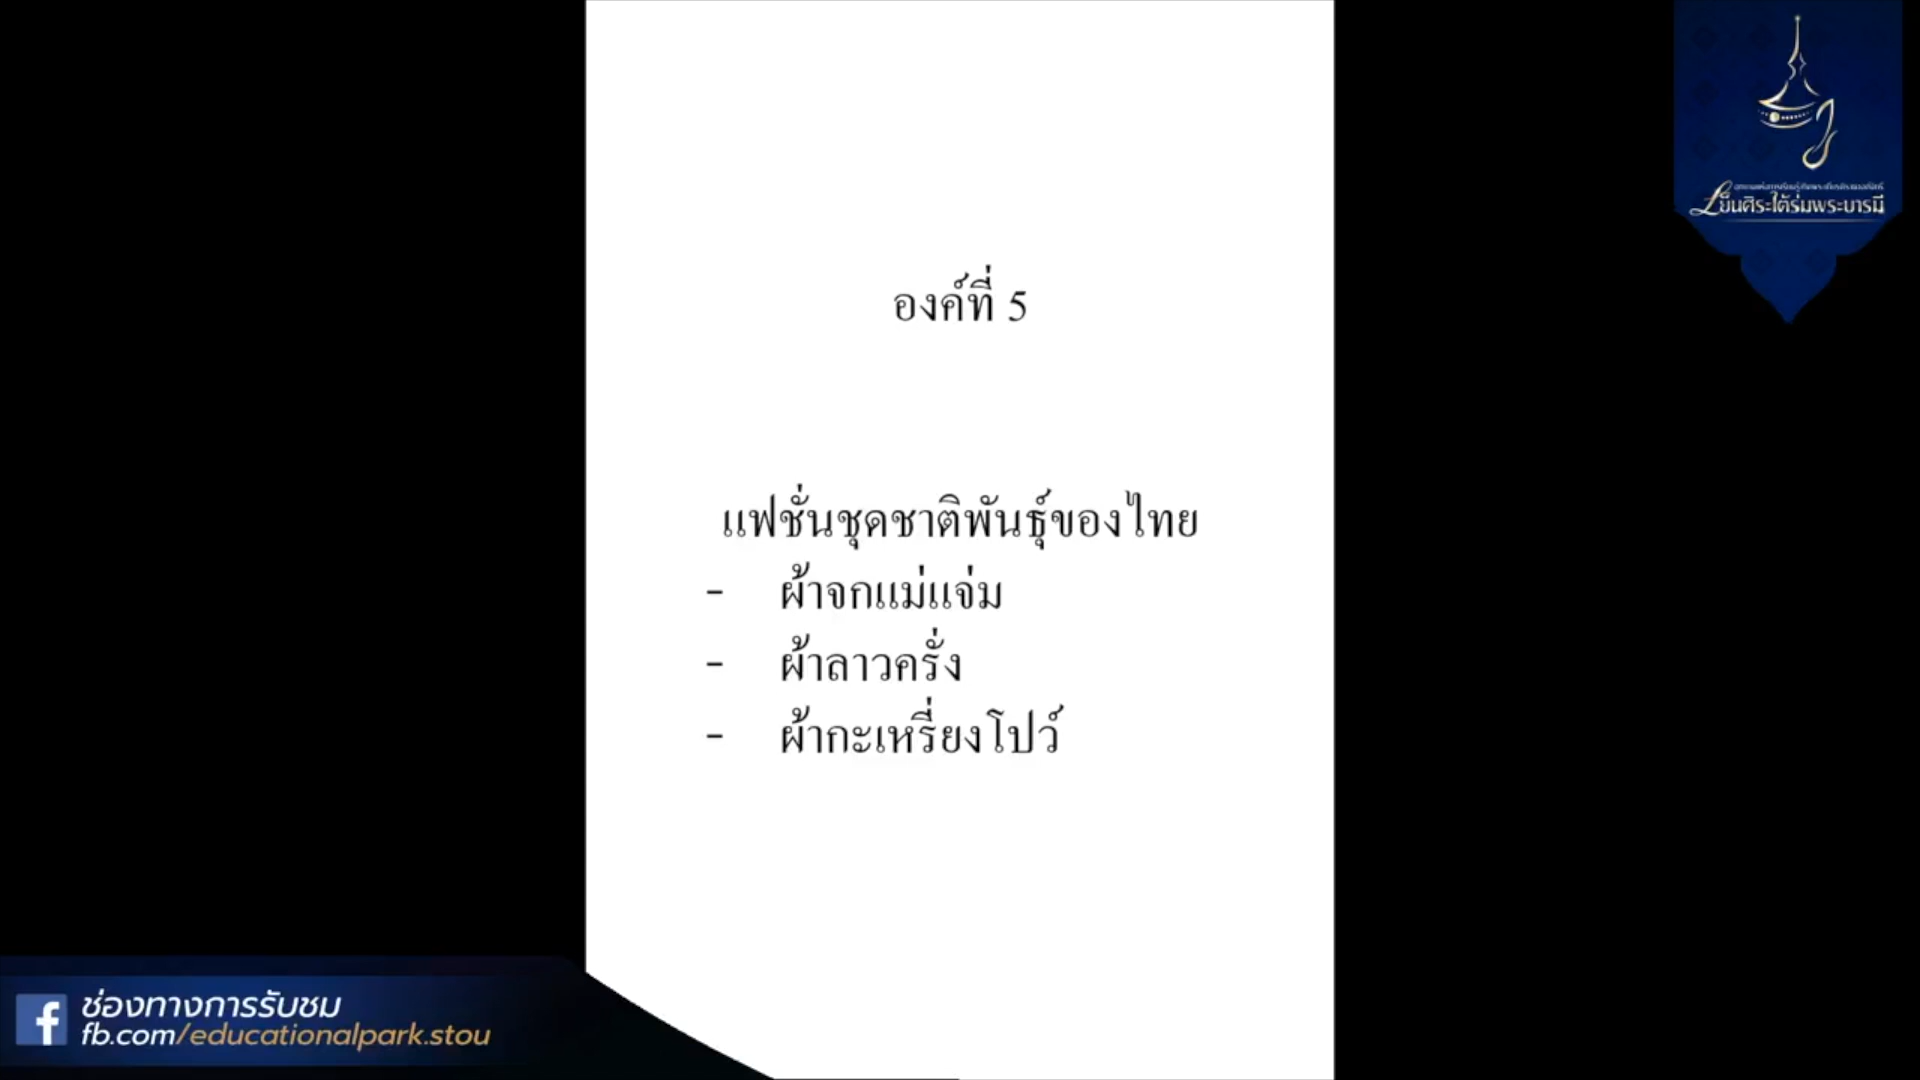 องค์ที่ 5
แฟชั่นชุดชาติพันธุ์ของไทย
- ผ้าจกแม่แจ่ม
- ผ้าลาวครั่ง
- ผ้ากะเหรี่ยงโปว์
เย็นศิระใต้ร่มพระบารมี
ช่องทางการรับชม
fb.com/educationalpark.stou